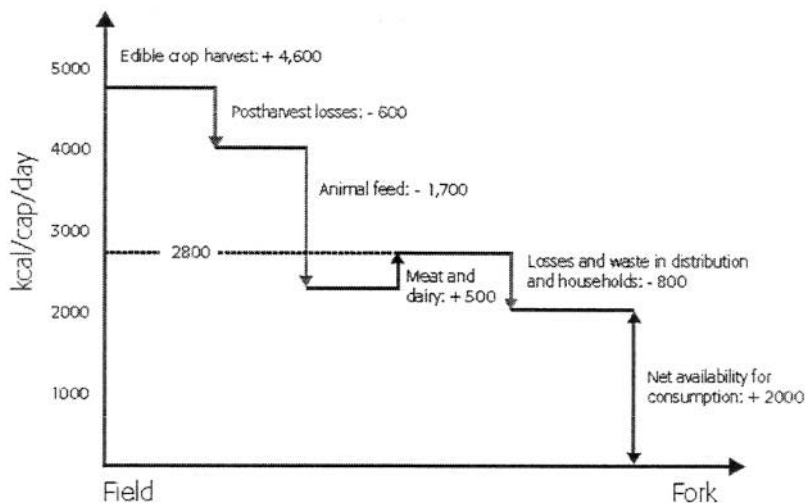 Edible crop harvest: + 4,600
5000
Postharvest losses: - 600
4000
Animal feed: - 1,700
3000
2800
Losses and waste in distribution
and households: - 800
Meat and
dairy: + 500
2000
Net availability for
consumption: + 2000
1000
kcal/cap/day
Field
Fork